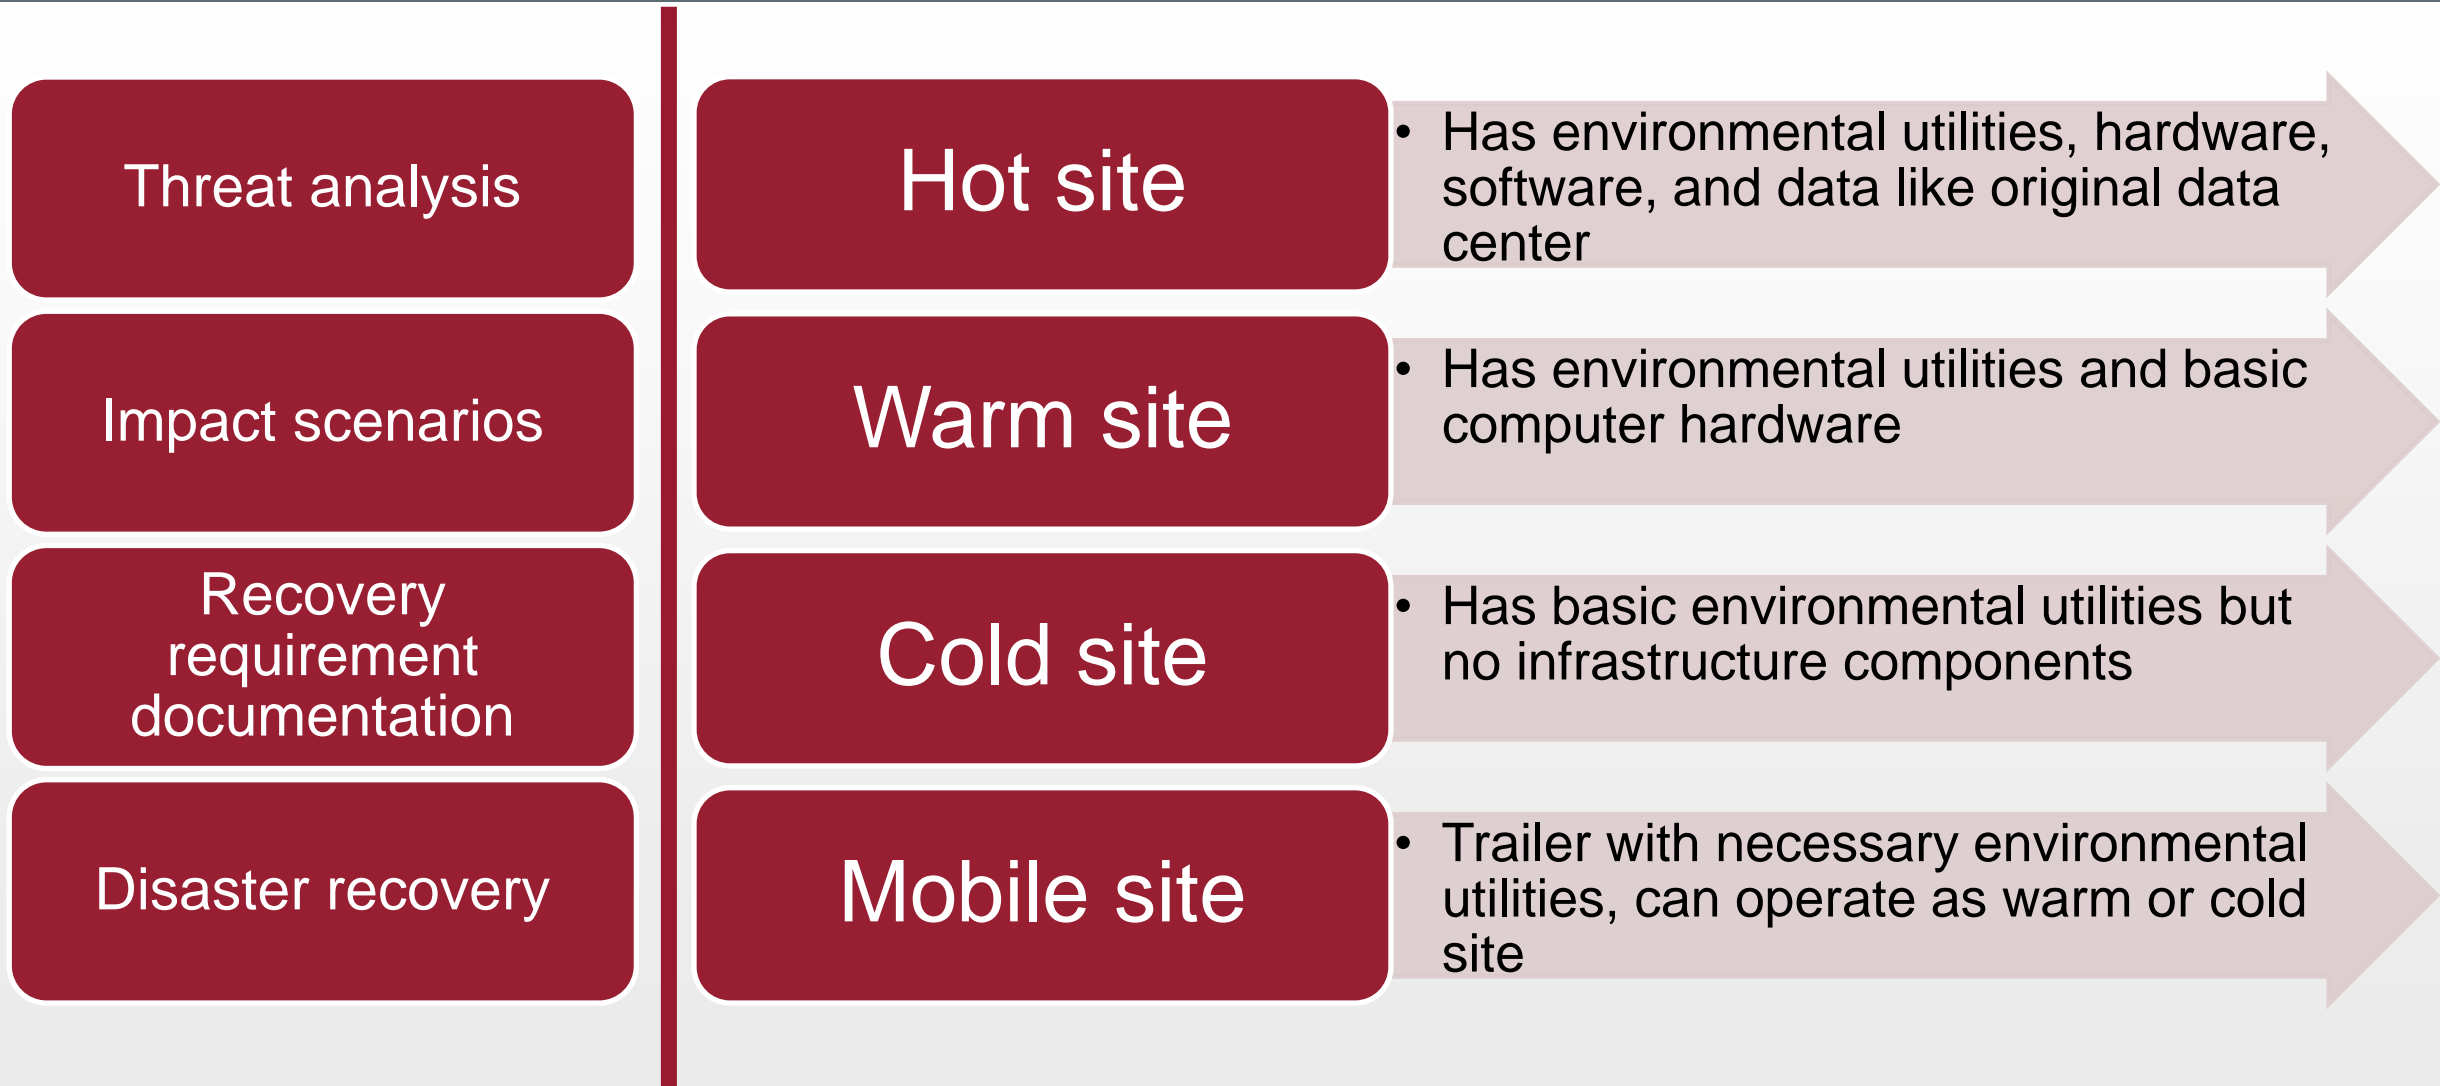 Threat analysis
Impact scenarios
Recovery
requirement
documentation
Disaster recovery
Hot site
• Has environmental utilities, hardware,
software, and data like original data
center
Warm site
• Has environmental utilities and basic
computer hardware
Cold site
• Has basic environmental utilities but
no infrastructure components
Mobile site
• Trailer with necessary environmental
utilities, can operate as warm or cold
site